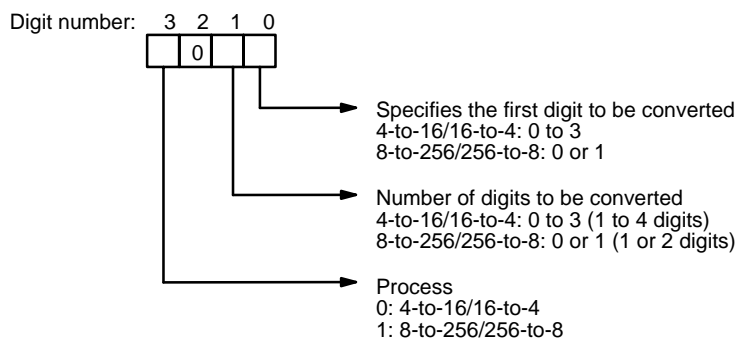 Digit number: 3 2 1 0
0
Specifies the first digit to be converted
4-to-16/16-to-4: 0 to 3
8-to-256/256-to-8: 0 or 1
Number of digits to be converted
4-to-16/16-to-4: 0 to 3 (1 to 4 digits)
8-to-256/256-to-8: 0 or 1 (1 or 2 digits)
Process
0: 4-to-16/16-to-4
1: 8-to-256/256-to-8